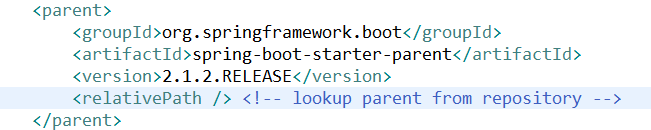 <parent>
<groupId>org.springframework.boot</groupId>
<artifactId>spring-boot-starter-parent</artifactId>
<version>2.1.2.RELEASE</version>
<relativePath /> <!-- lookup parent from repository -->
</parent>